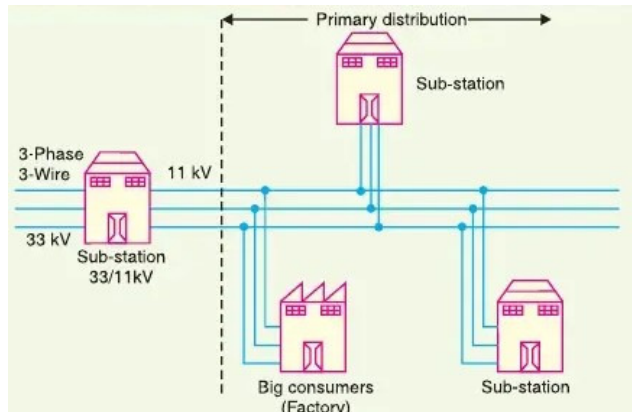 Primary distribution
Sub-station
3-Phase
3-Wire
11 kV
33 kV
Sub-station
33/11kV
Big consumers
(Factory)
Sub-station